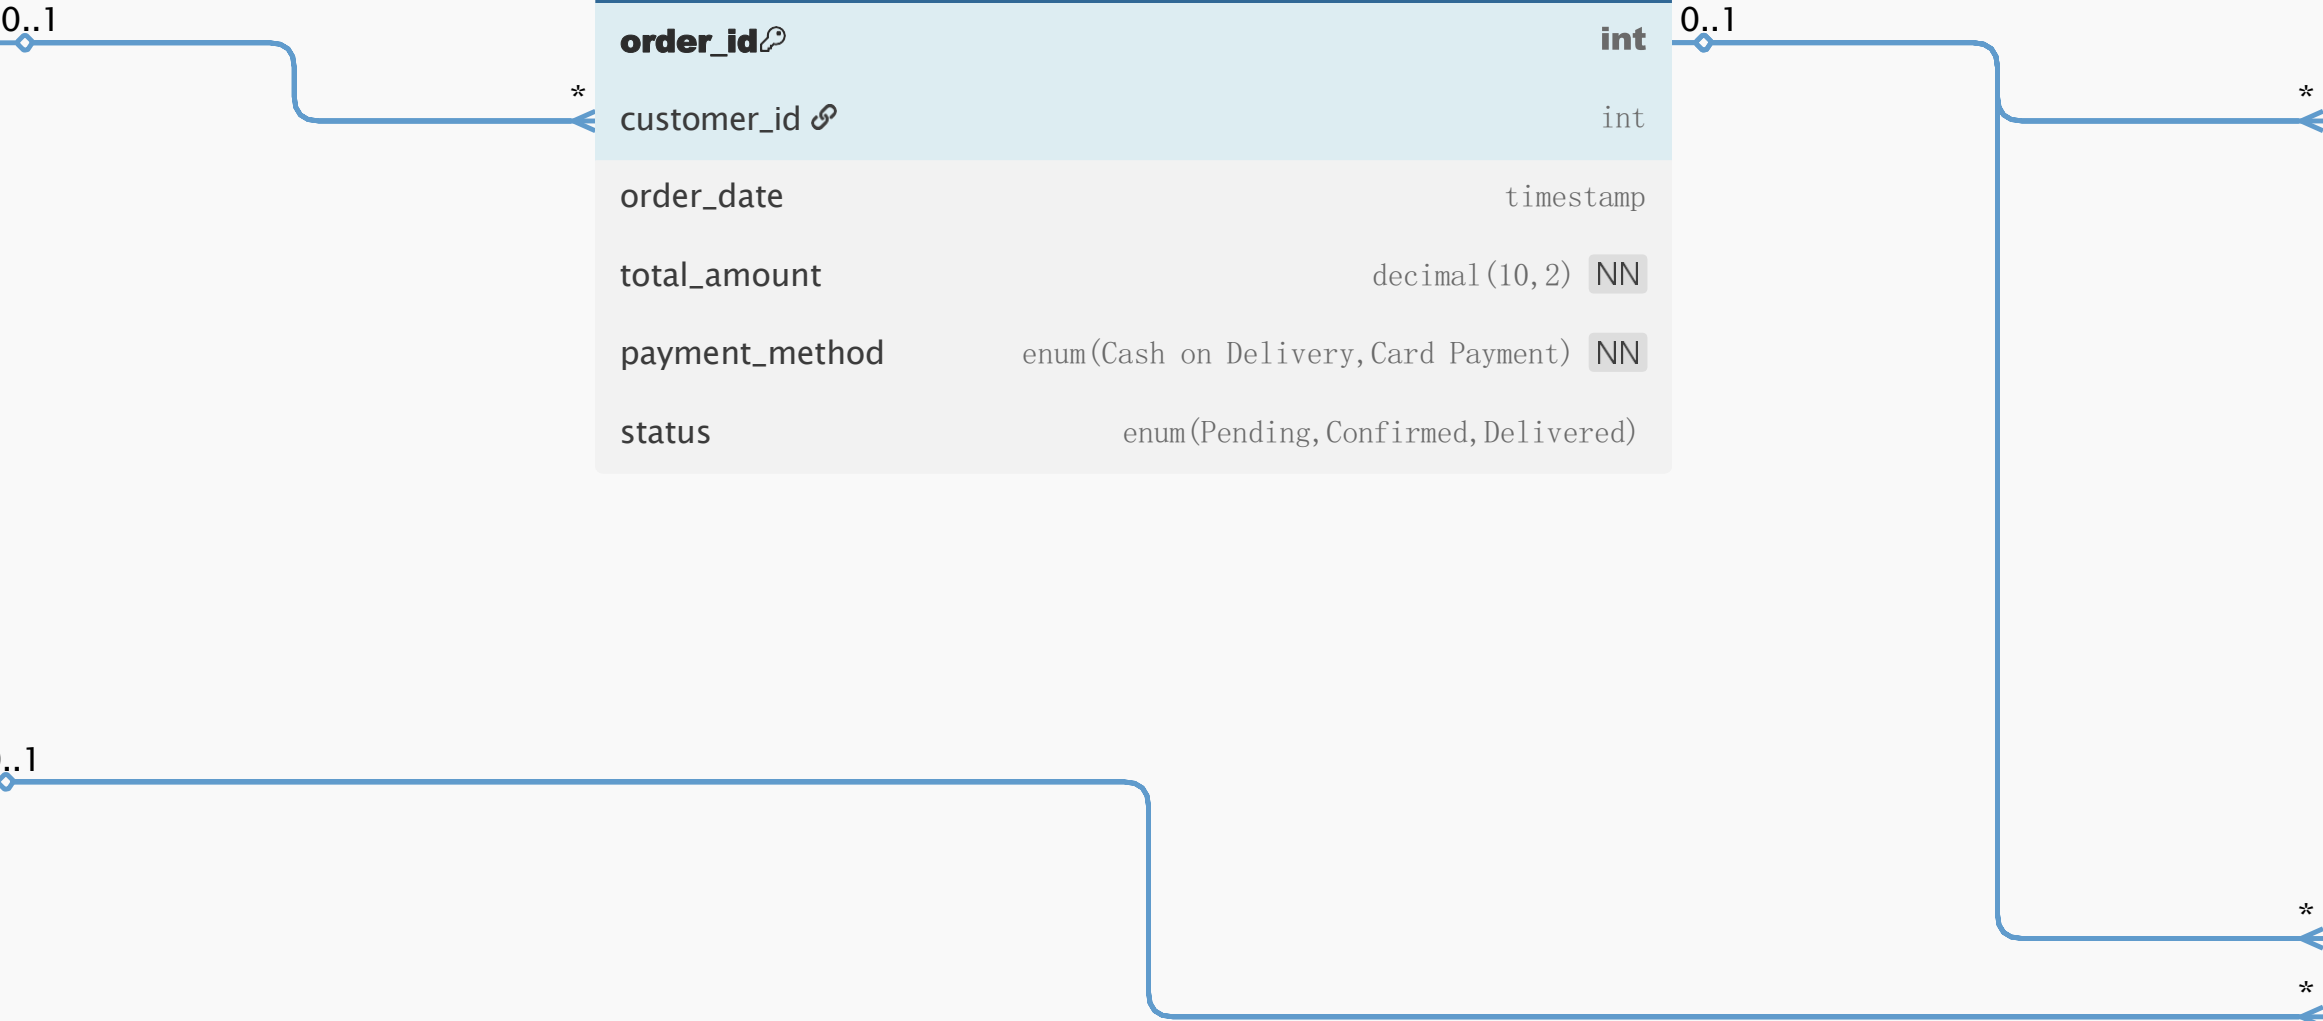 0..1
0..1
order_id int
*
*
customer_id int
order_date timestamp
total_amount decimal(10,2) NN
payment_method enum(Cash on Delivery,Card Payment) NN
status enum(Pending,Confirmed,Delivered)
..1
*
*